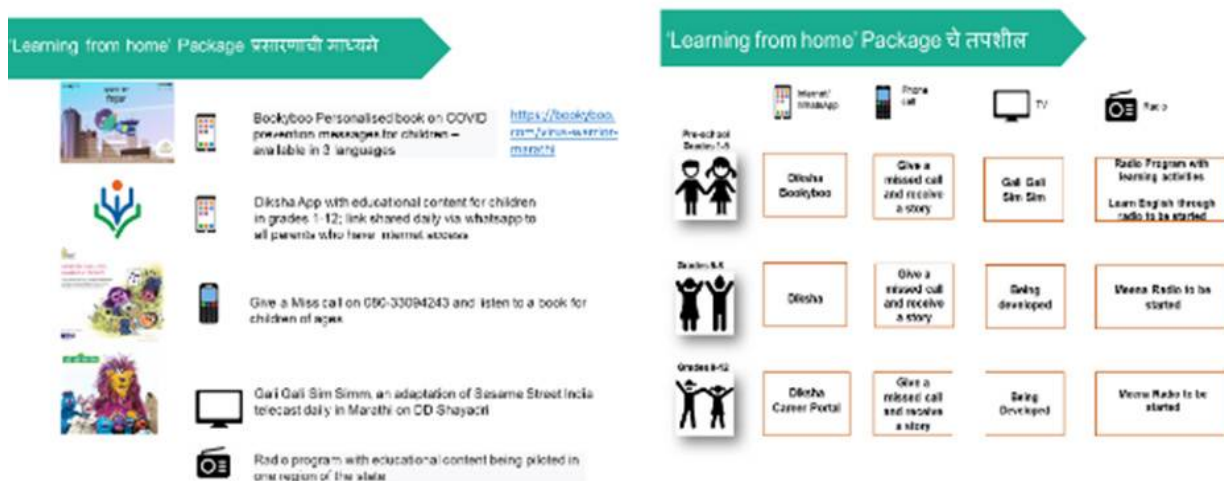 'Learning from home' Package प्रसारणाची माध्यमे
Bookyboo Personalised book on COVID
prevention messages for children –
available in 3 languages
https://bookyboo.
com/virus-warrior-
marathi
Diksha App with educational content for children
in grades 1-12; link shared daily via whatsapp to
all parents who have internet access
Give a Miss call on 080-33094243 and listen to a book for
children of ages
Gali Gali Sim Simm, an adaptation of Sesame Street India
telecast daily in Marathi on DD Shayadri
Radio program with educational content being piloted in
one region of the state
'Learning from home' Package चे तपशील
Internet/
WhatsApp
Phone
call
TV
Radio
Pre-school
Grades 1-5
Diksha
Bookyboo
Give a
missed call
and receive
a story
Gali Gali
Sim Sim
Radio Program with
learning activities
Learn English through
radio to be started
Grades
Diksha
Give a
missed call
and receive
a story
Being
developed
Meena Radio to be
started
Grades 9-12
Diksha
Career Portal
Give a
missed call
and receive
a story
Being
Developed
Meena Radio to be
started